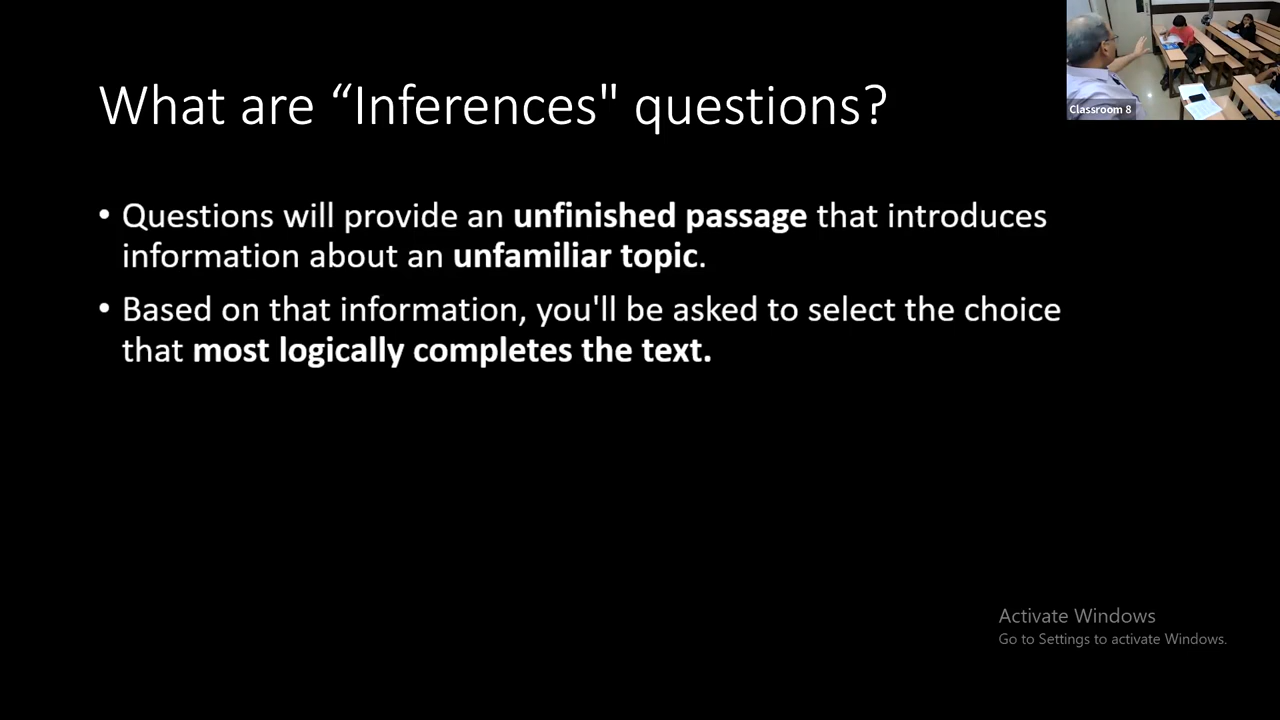 What are “Inferences" questions?
• Questions will provide an unfinished passage that introduces
information about an unfamiliar topic.
• Based on that information, you'll be asked to select the choice
that most logically completes the text.
Classroom 8
Activate Windows
Go to Settings to activate Windows.